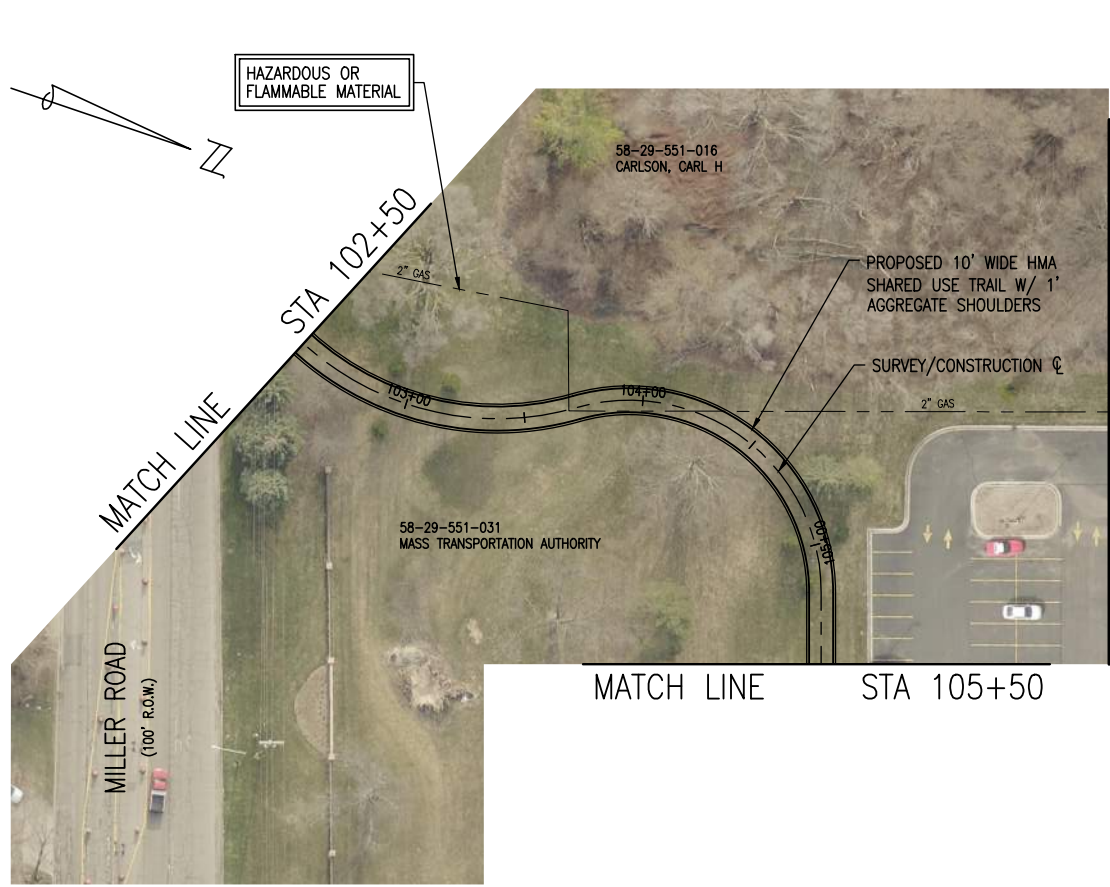 HAZARDOUS OR
FLAMMABLE MATERIAL
N
58-29-551-016
CARLSON, CARL H
MATCH LINE STA 102+50
2" GAS
PROPOSED 10' WIDE HMA
SHARED USE TRAIL W/ 1'
AGGREGATE SHOULDERS
SURVEY/CONSTRUCTION ℄
103+00
104+00
2" GAS
58-29-551-031
MASS TRANSPORTATION AUTHORITY
105+00
MILLER ROAD
(100' R.O.W.)
MATCH LINE STA 105+50